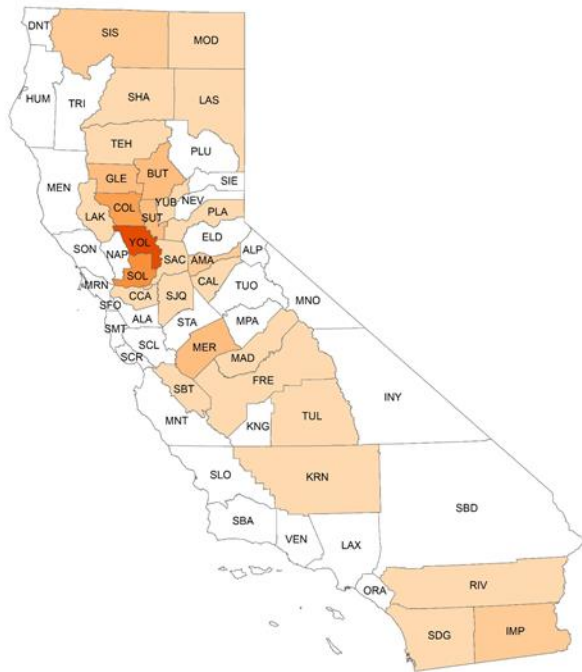 DNT
SIS
MOD
HUM
TRI
SHA
LAS
TEH
PLU
MEN
GLE
BUT
SIE
COL
YUB
NEV
LAK
SUT
PLA
YOL
ELD
SON
NAP
SAC
AMA
ALP
SOL
CAL
MRN
CCA
SJQ
TUO
MNO
SFO
ALA
STA
MPA
SMT
SCL
MER
SCR
MAD
SBT
FRE
INY
MNT
KNG
TUL
SLO
KRN
SBA
SBD
VEN
LAX
ORA
RIV
SDG
IMP